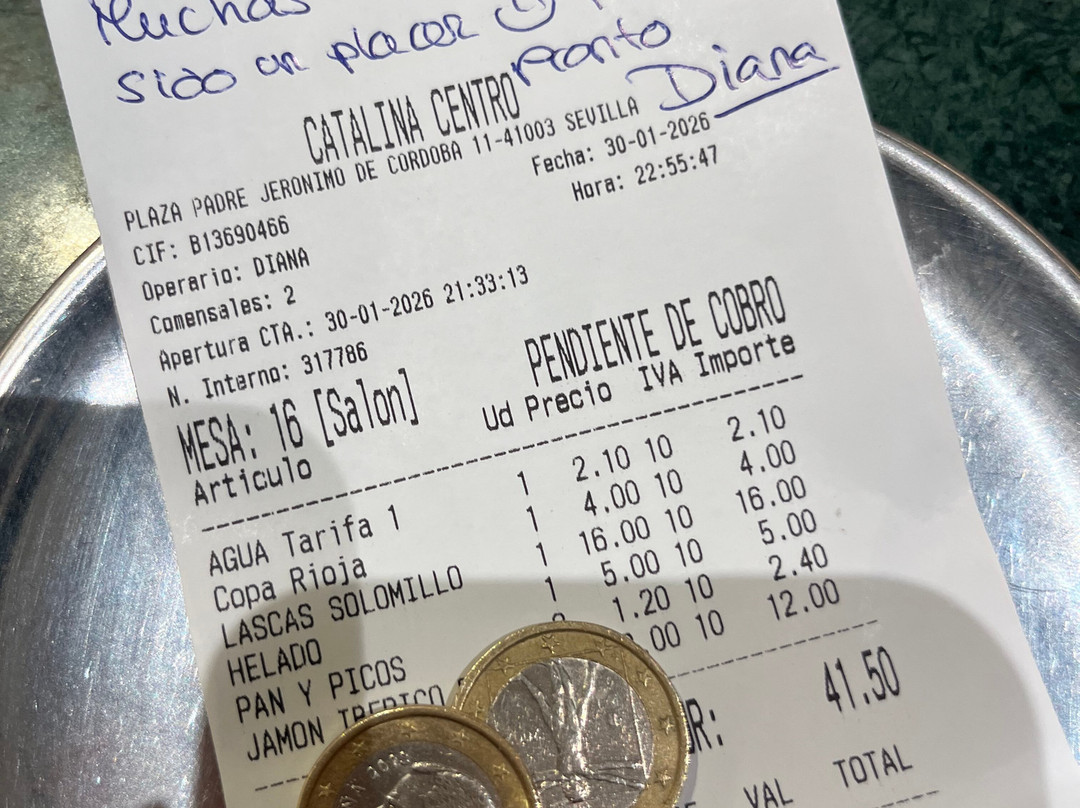 Muchas
sido un placer
pronto
Diana
CATALINA CENTRO
PLAZA PADRE JERONIMO DE CORDOBA 11-41003 SEVILLA
CIF: B13690466 Fecha: 30-01-2026
Operario: DIANA Hora: 22:55:47
Comensales: 2
Apertura CTA.: 30-01-2026 21:33:13
N. Interno: 317786
MESA: 16 [Salon] PENDIENTE DE COBRO
Articulo Ud Precio IVA Importe
AGUA Tarifa 1 1 2.10 10 2.10
Copa Rioja 1 4.00 10 4.00
LASCAS SOLOMILLO 1 16.00 10 16.00
HELADO 1 5.00 10 5.00
PAN Y PICOS 1.20 10 2.40
JAMON IBERICO .00 10 12.00
R: 41.50
VAL TOTAL